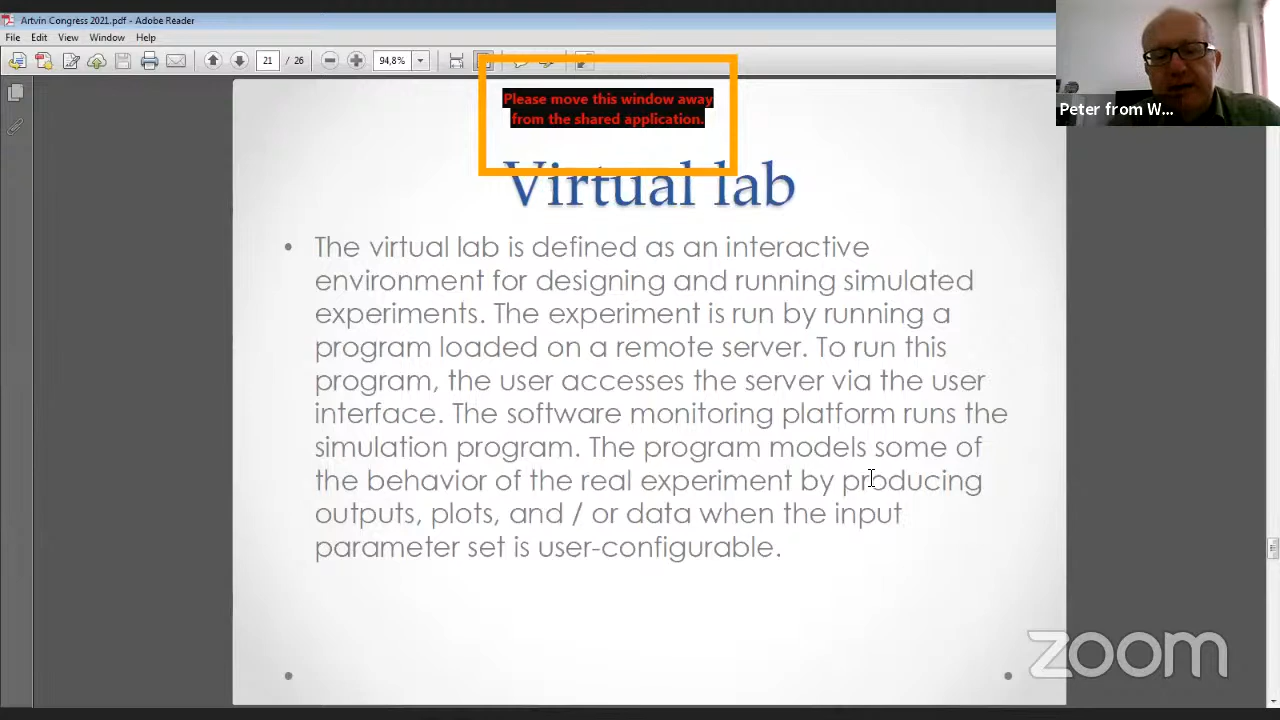 Artvin Congress 2021.pdf - Adobe Reader
File Edit View Window Help
21 / 26 94,8%
Please move this window away
from the shared application.
Peter from W...
Virtual lab
• The virtual lab is defined as an interactive
environment for designing and running simulated
experiments. The experiment is run by running a
program loaded on a remote server. To run this
program, the user accesses the server via the user
interface. The software monitoring platform runs the
simulation program. The program models some of
the behavior of the real experiment by producing
outputs, plots, and / or data when the input
parameter set is user-configurable.
zoom